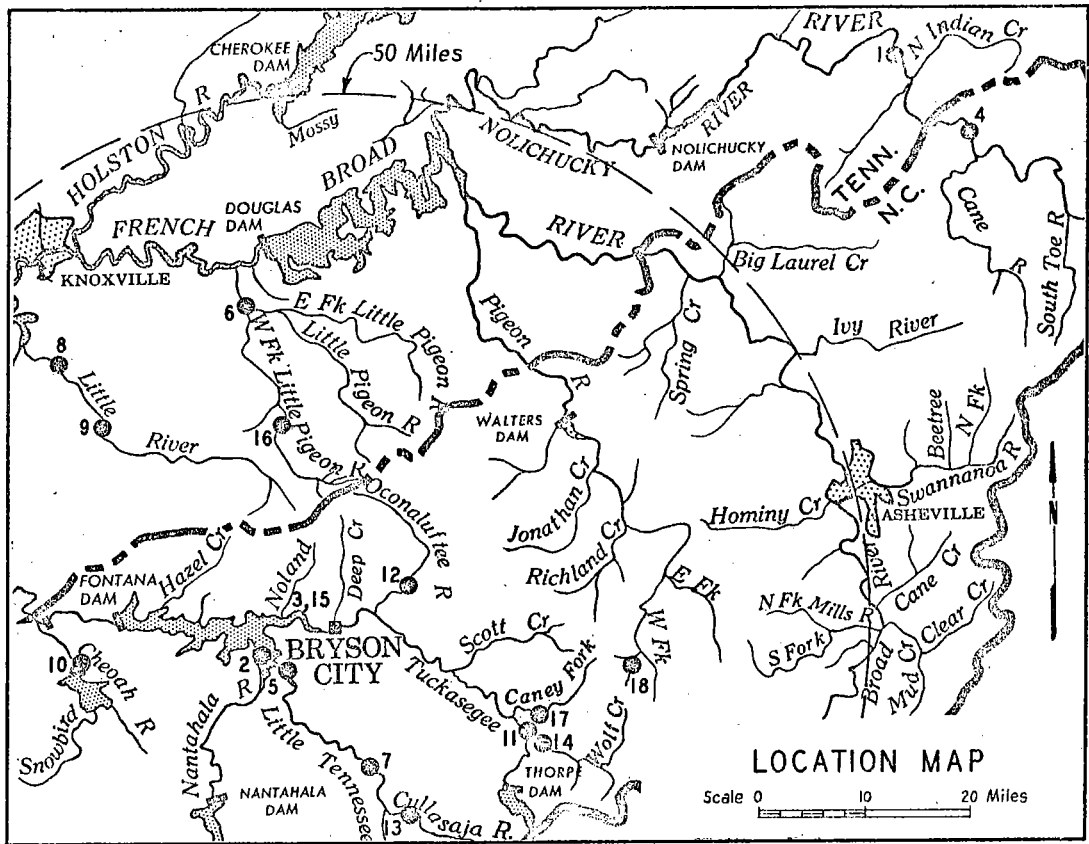 RIVER
N Indian Cr
1
CHEROKEE
DAM
50 Miles
HOLSTON R
Mossy
NOLICHUCKY
RIVER
NOLICHUCKY
DAM
4
TENN.
N.C.
Cane R
South Toe R
BROAD
DOUGLAS
DAM
FRENCH
RIVER
KNOXVILLE
Big Laurel Cr
6
E Fk Little Pigeon R
W Fk Little Pigeon R
Little Pigeon R
Pigeon R
Spring Cr
Ivy River
8
Little
River
9
16
WALTERS
DAM
Beetree
N Fk
Swannanoa R
Oconaluftee R
Jonathan Cr
Hominy Cr
ASHEVILLE
N
Hazel Cr
FONTANA
DAM
Noland
Deep Cr
12
Richland Cr
E Fk
W Fk
River
Cane Cr
N Fk Mills R
Clear Cr
S Fork
Broad
Mud Cr
3,15
BRYSON
CITY
Scott Cr
10
Cheoah R
2
5
Tuckasegee
Caney Fork
18
17
11
14
Wolf Cr
Snowbird
Nantahala R
Little Tennessee
7
THORPE
DAM
NANTAHALA
DAM
13
Cullasaja R.
LOCATION MAP
Scale 0 10 20 Miles